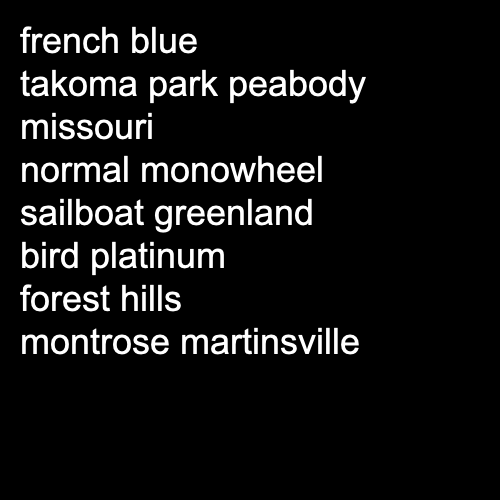 french blue
takoma park peabody
missouri
normal monowheel
sailboat greenland
bird platinum
forest hills
montrose martinsville